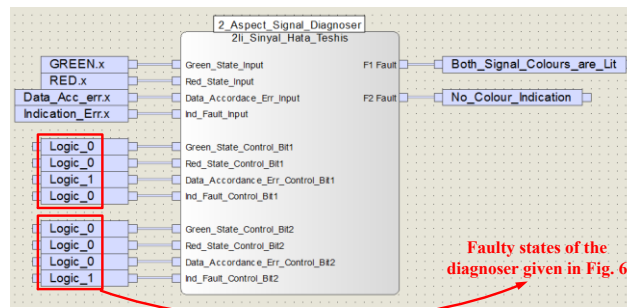 2_Aspect_Signal_Diagnoser
2li_Sinyal_Hata_Teshis
GREEN.x Green_State_Input F1 Fault Both_Signal_Colours_are_Lit
RED.x Red_State_Input
Data_Acc_err.x Data_Accordance_Err_Input F2 Fault No_Colour_Indication
Indication_Err.x Ind_Fault_Input
Logic_0 Green_State_Control_Bit1
Logic_0 Red_State_Control_Bit1
Logic_1 Data_Accordance_Err_Control_Bit1
Logic_0 Ind_Fault_Control_Bit1
Logic_0 Green_State_Control_Bit2
Logic_0 Red_State_Control_Bit2
Logic_0 Data_Accordance_Err_Control_Bit2
Logic_1 Ind_Fault_Control_Bit2
Faulty states of the
diagnoser given in Fig. 6